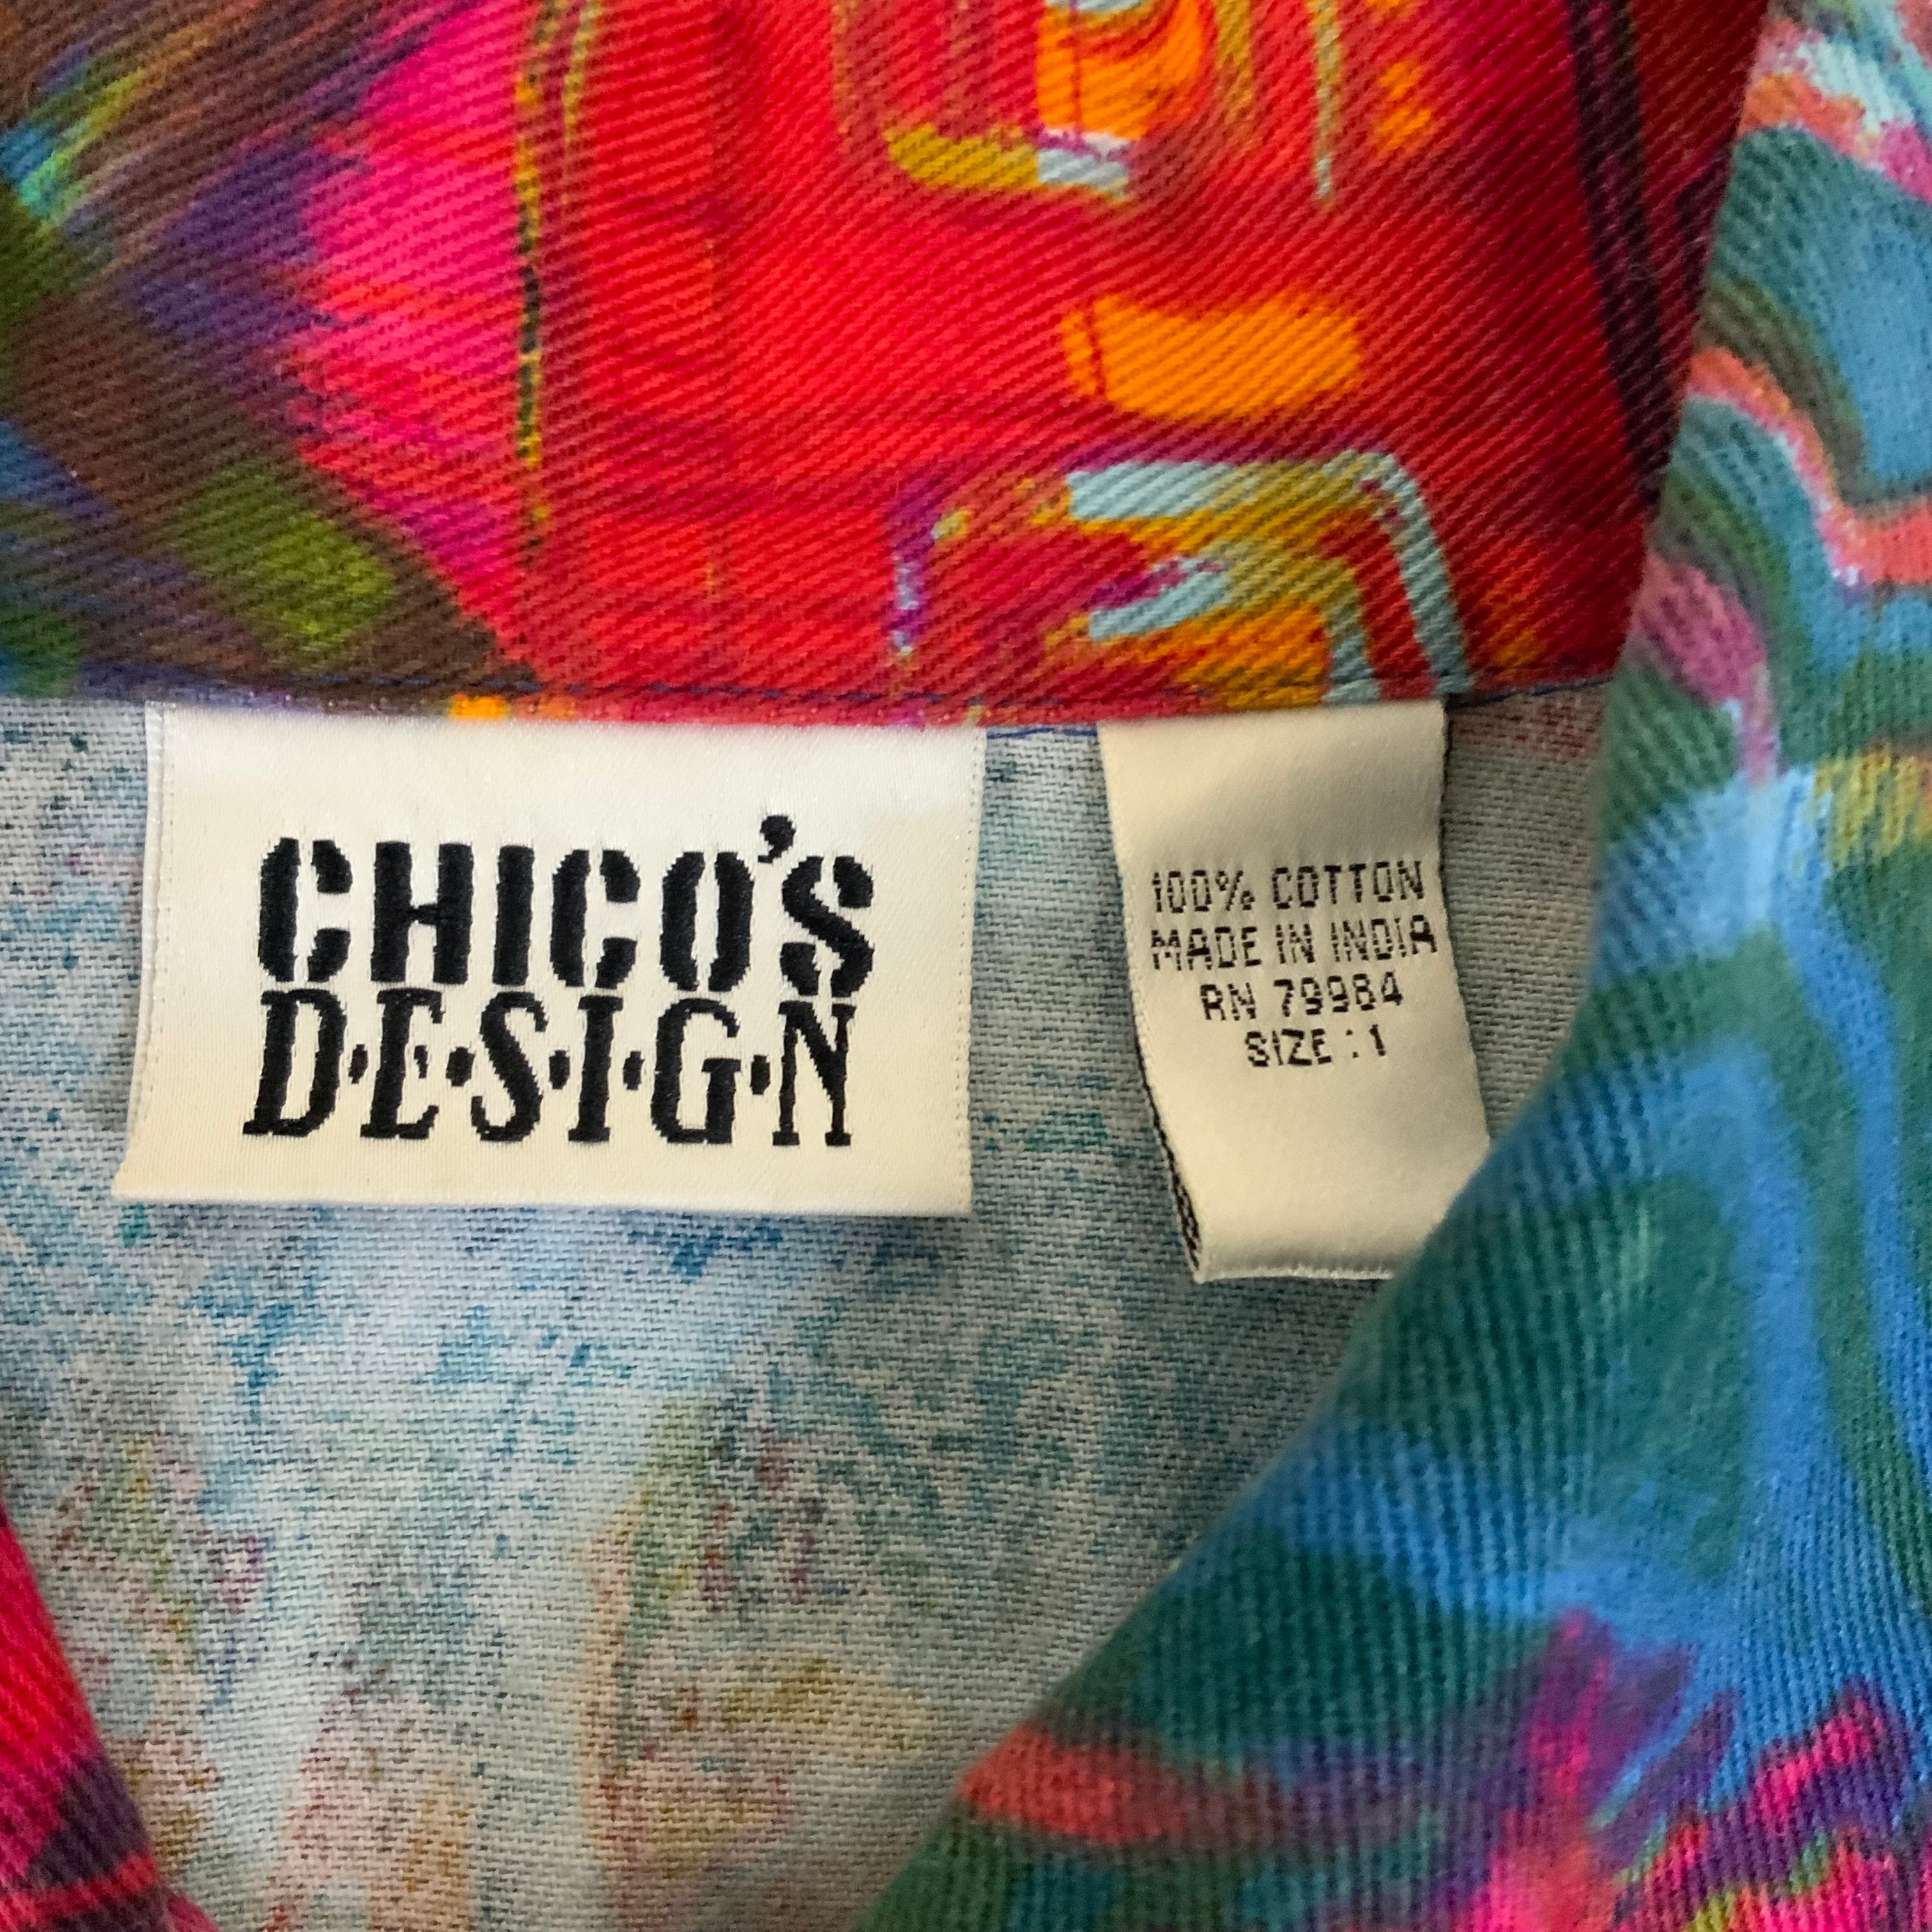 CHICO'S
D·E·S·I·G·N
100% COTTON
MADE IN INDIA
RN 79984
SIZE : 1